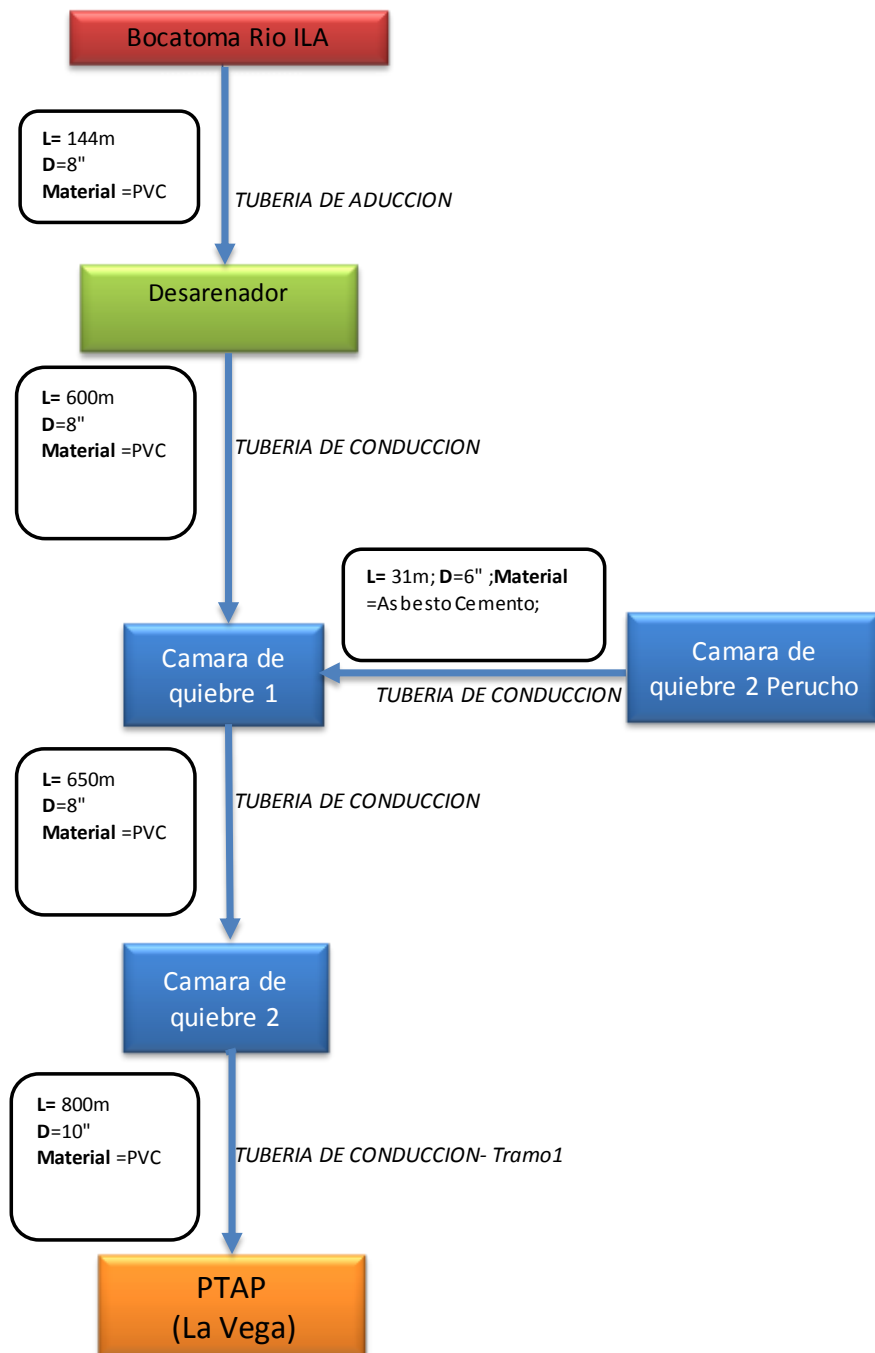 Bocatoma Rio ILA
L= 144m
D=8"
Material =PVC
TUBERIA DE ADUCCION
Desarenador
L= 600m
D=8"
Material =PVC
TUBERIA DE CONDUCCION
L= 31m; D=6" ;Material
=Asbesto Cemento;
Camara de
quiebre 1
Camara de
quiebre 2 Perucho
TUBERIA DE CONDUCCION
L= 650m
D=8"
Material =PVC
TUBERIA DE CONDUCCION
Camara de
quiebre 2
L= 800m
D=10"
Material =PVC
TUBERIA DE CONDUCCION- Tramo1
PTAP
(La Vega)